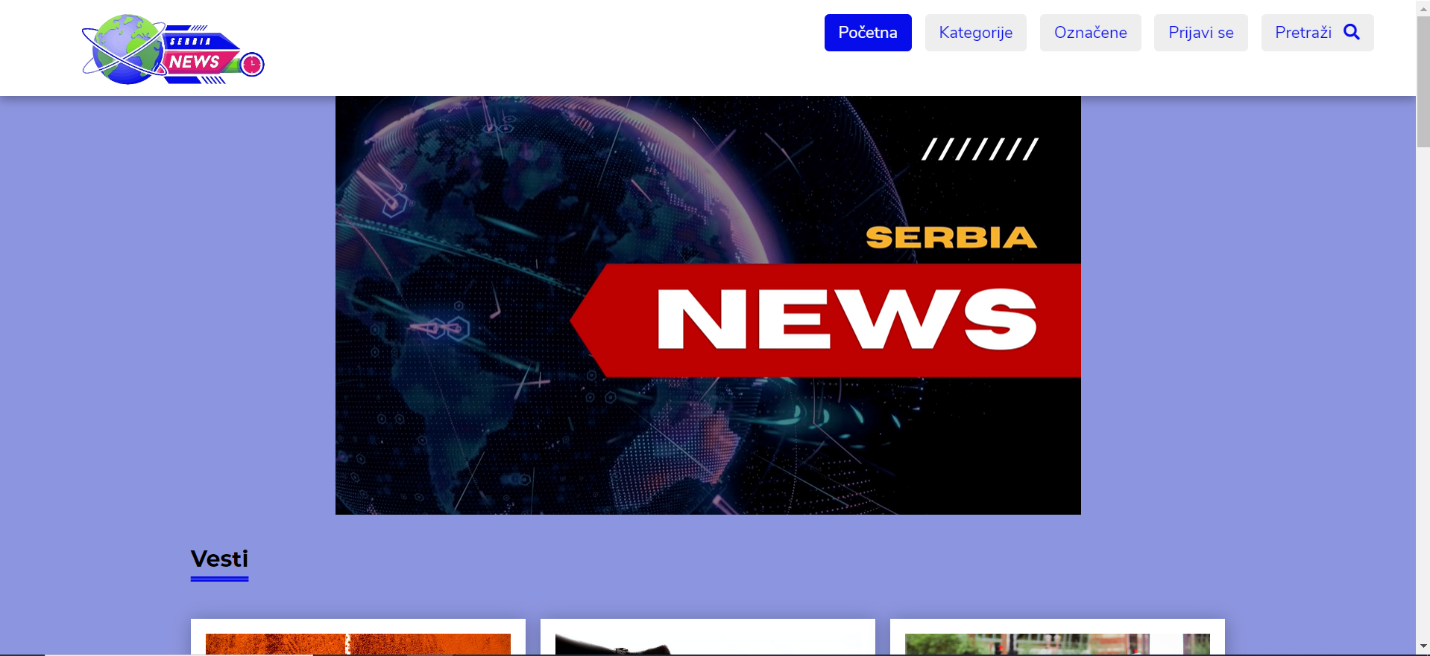 SERBIA
NEWS
Početna
Kategorije
Označene
Prijavi se
Pretraži
SERBIA
NEWS
Vesti